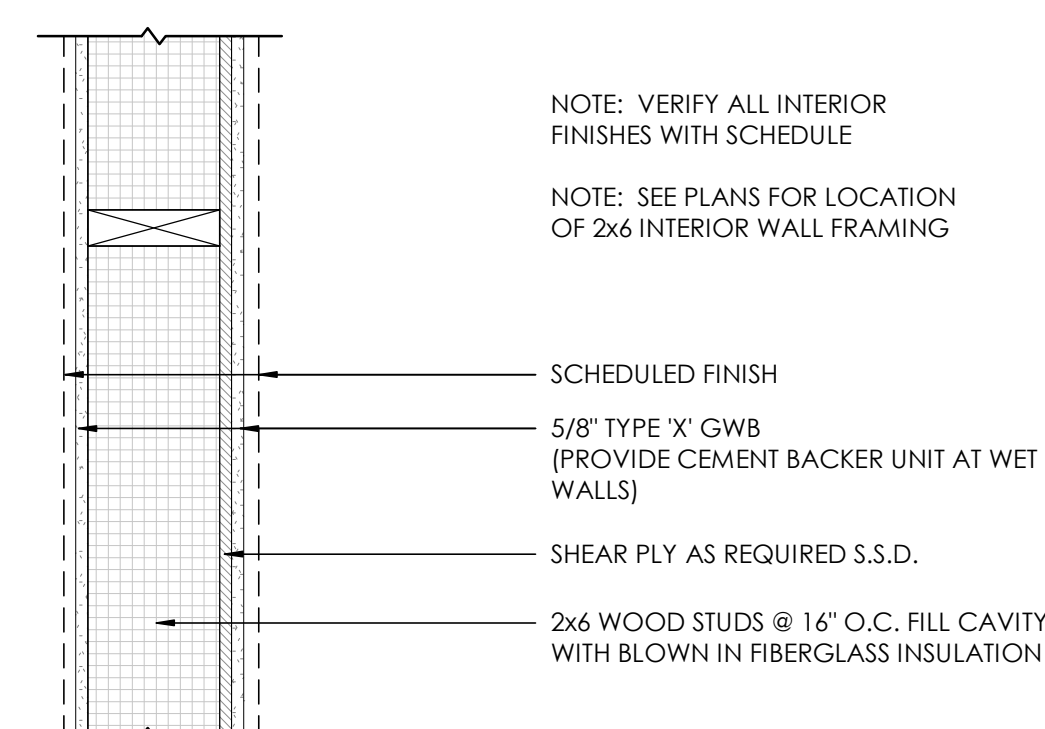 NOTE: VERIFY ALL INTERIOR
FINISHES WITH SCHEDULE
NOTE: SEE PLANS FOR LOCATION
OF 2x6 INTERIOR WALL FRAMING
SCHEDULED FINISH
5/8" TYPE 'X' GWB
(PROVIDE CEMENT BACKER UNIT AT WET
WALLS)
SHEAR PLY AS REQUIRED S.S.D.
2x6 WOOD STUDS @ 16" O.C. FILL CAVITY
WITH BLOWN IN FIBERGLASS INSULATION